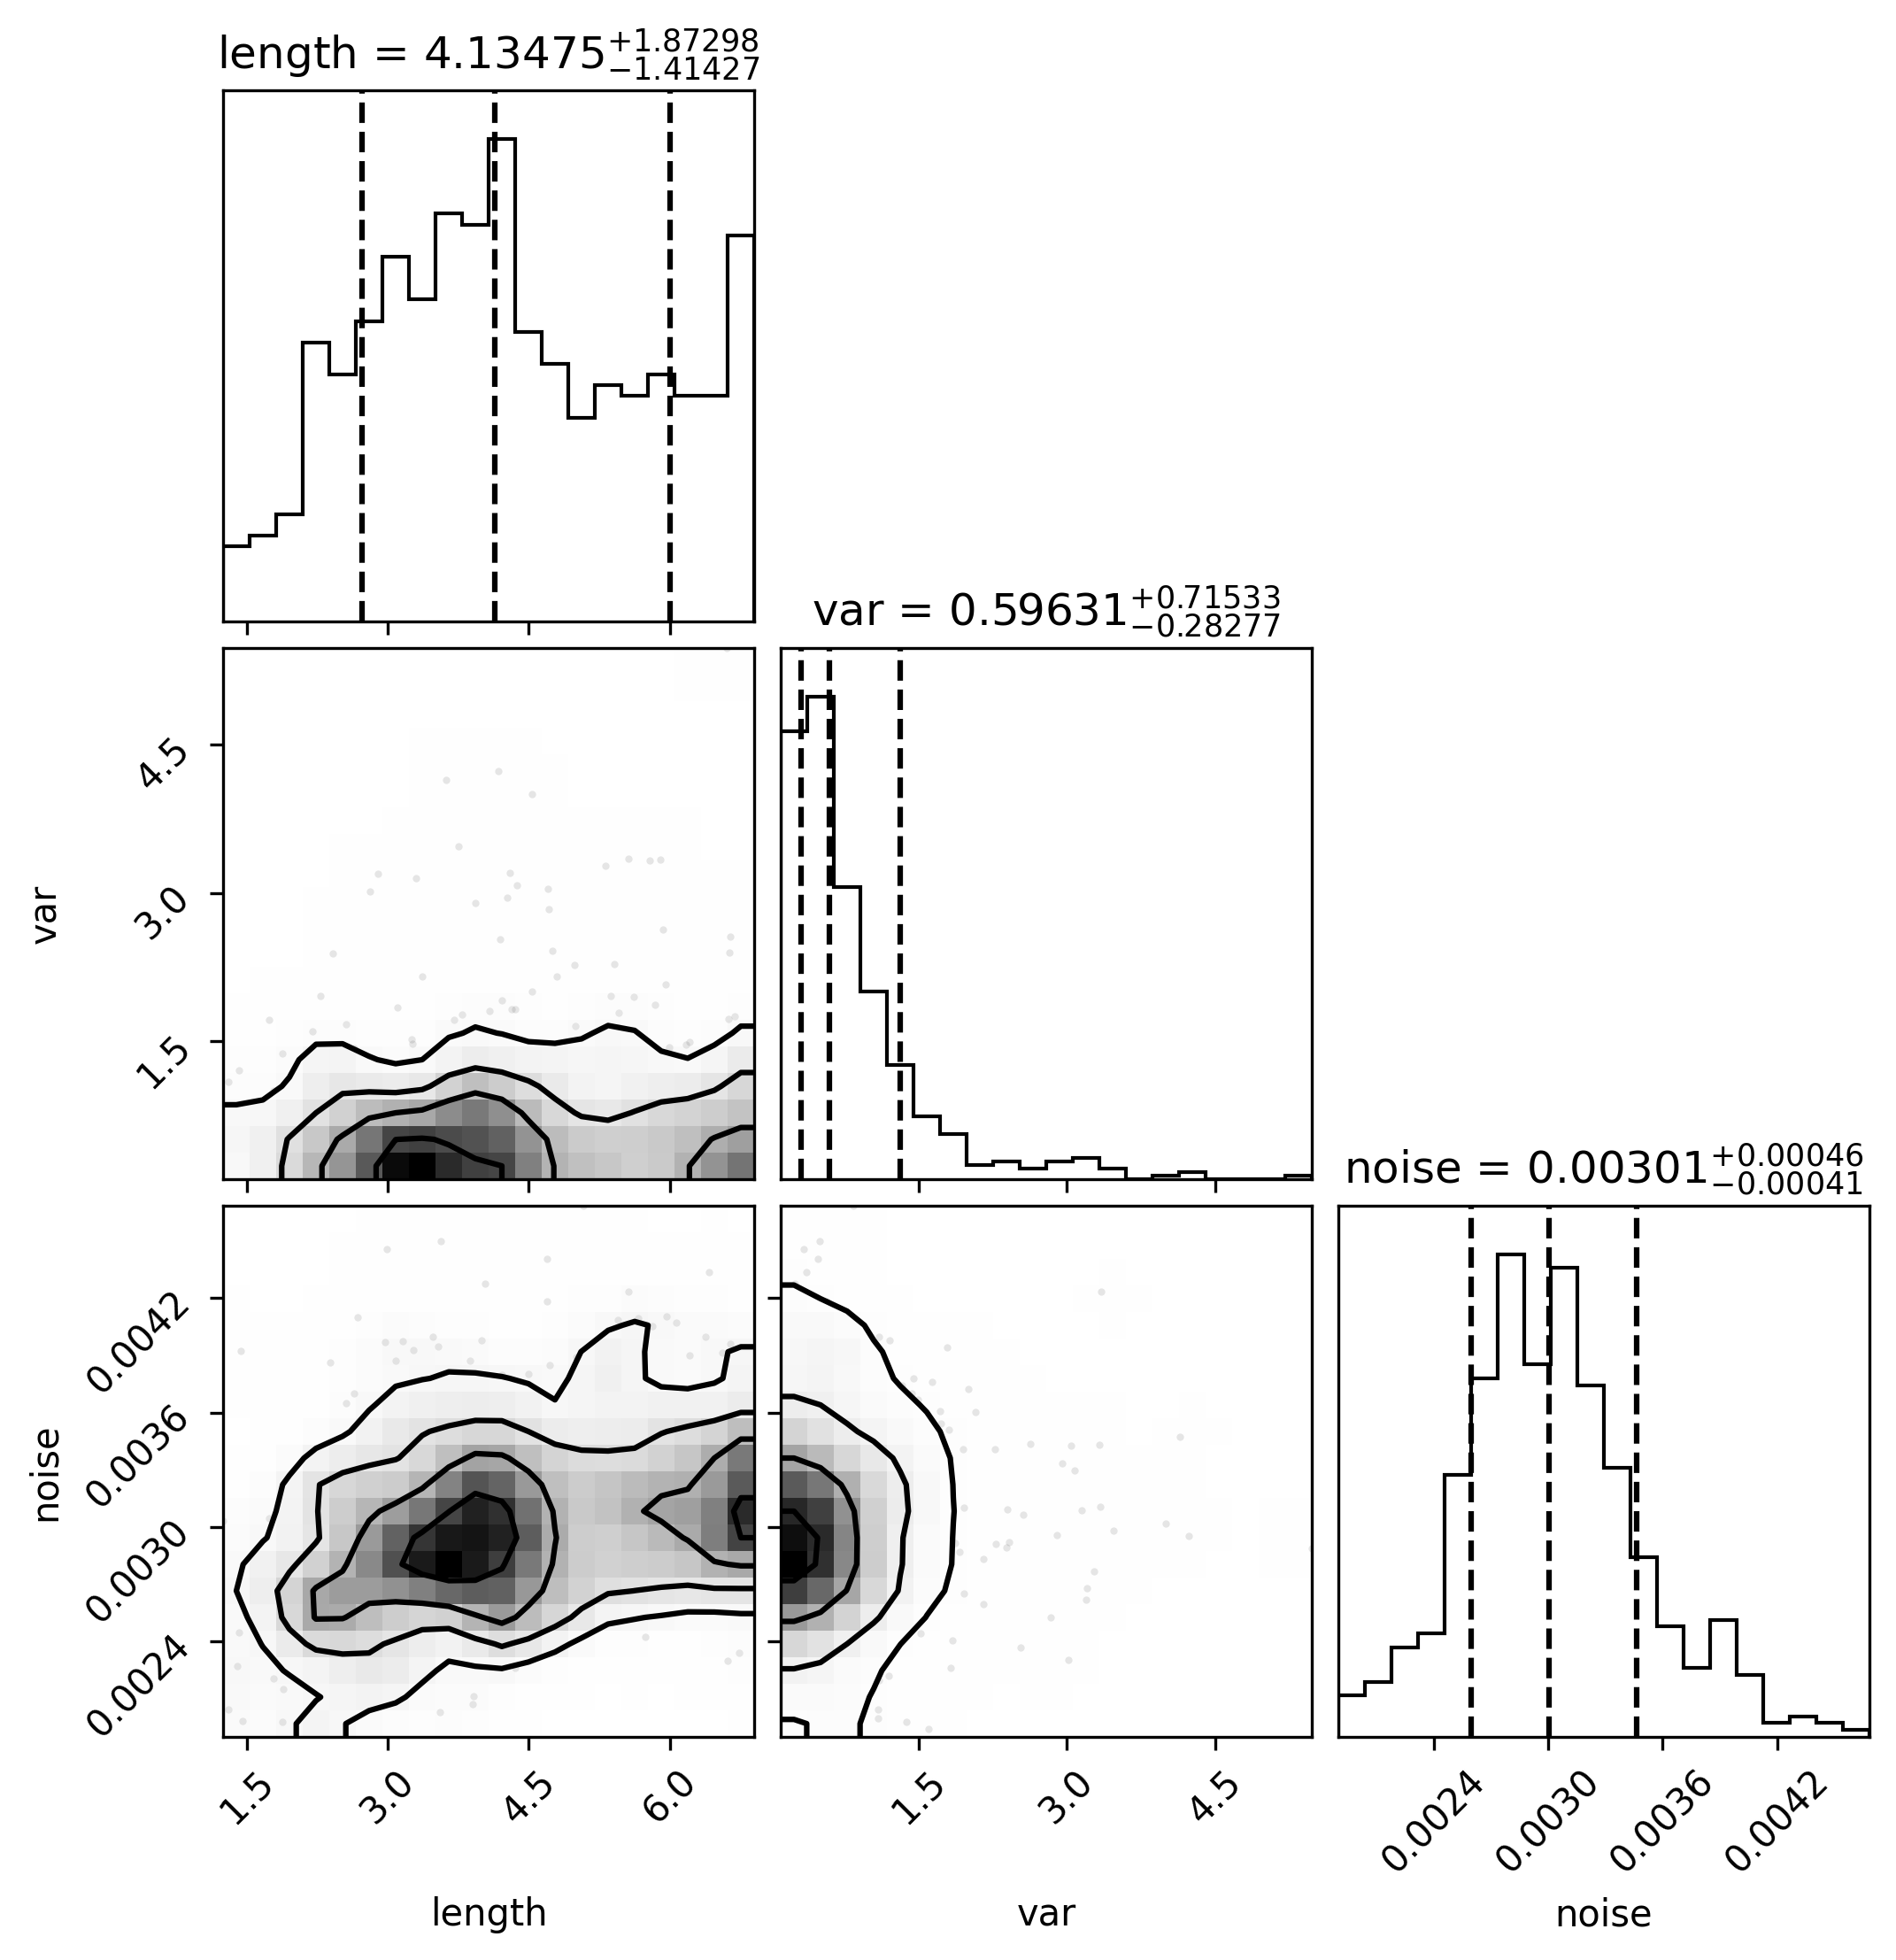 length = 4.13475+1.87298
−1.41427
var = 0.59631+0.71533
−0.28277
4.5
3.0
1.5
var
noise = 0.00301+0.00046
−0.00041
0.0042
0.0036
0.0030
0.0024
noise
1.5 3.0 4.5 6.0
1.5 3.0 4.5
0.0024 0.0030 0.0036 0.0042
length var noise